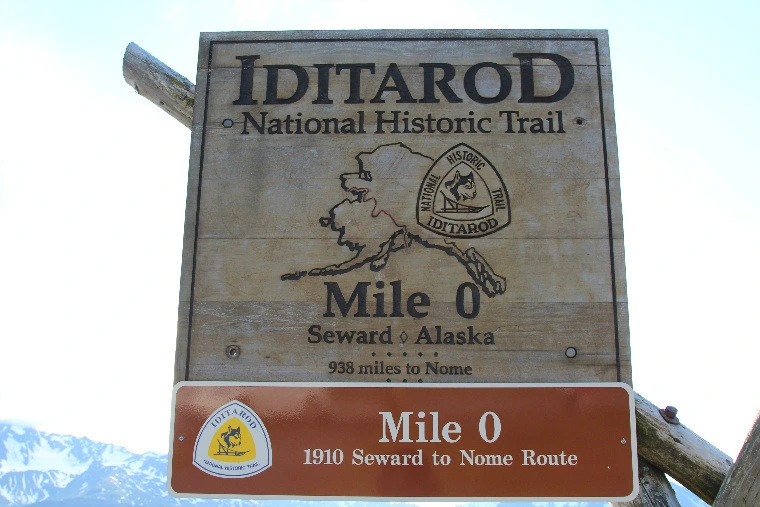 IDITAROD
National Historic Trail
NATIONAL HISTORIC TRAIL
IDITAROD
Mile 0
Seward ◊ Alaska
938 miles to Nome
IDITAROD
NATIONAL HISTORIC TRAIL
Mile 0
1910 Seward to Nome Route